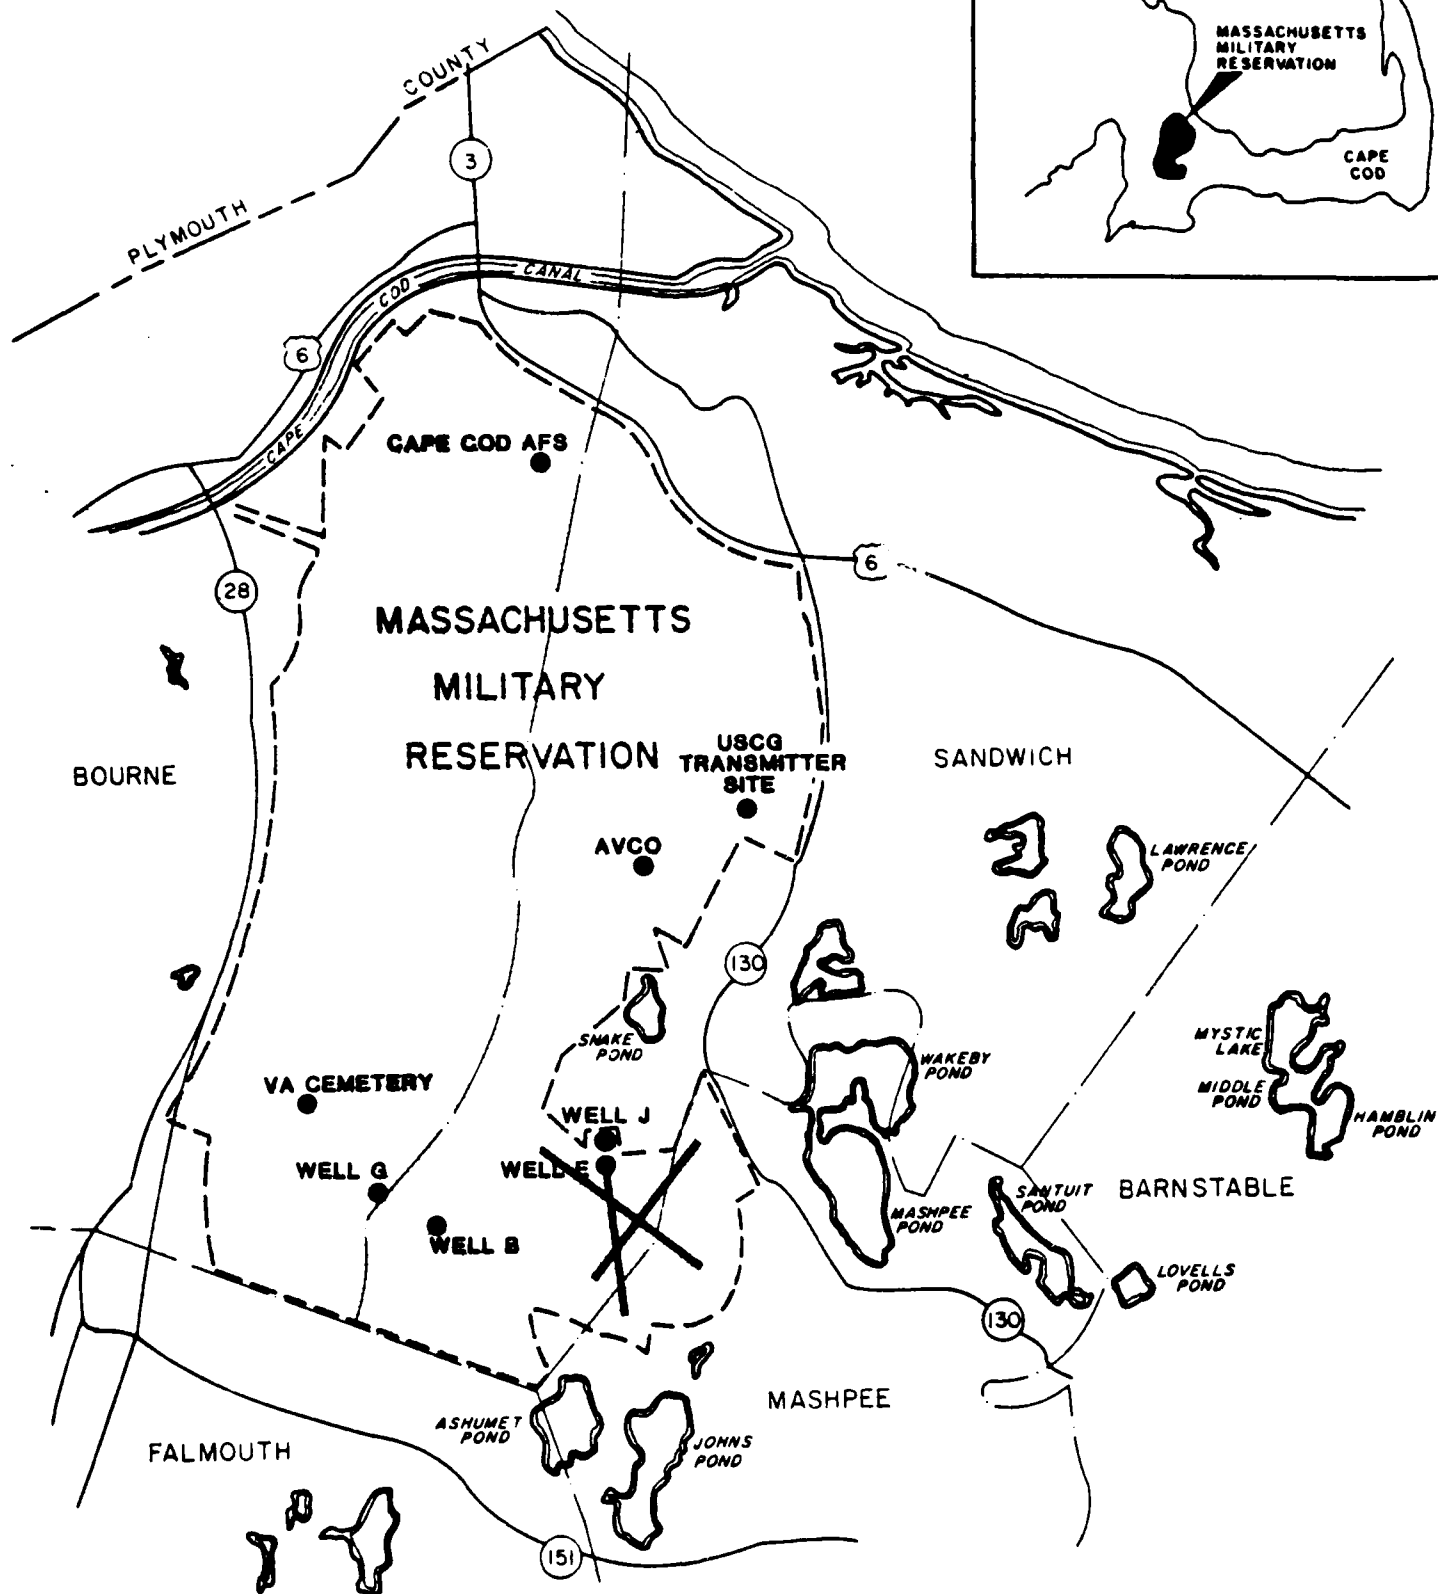 MASSACHUSETTS
MILITARY
RESERVATION
CAPE
COD
COUNTY
PLYMOUTH
3
CANAL
COD
CAPE
6
CAPE COD AFS
6
28
MASSACHUSETTS
MILITARY
RESERVATION
USCG
TRANSMITTER
SITE
SANDWICH
BOURNE
AVCO
LAWRENCE
POND
130
SNAKE
POND
MYSTIC
LAKE
WAKEBY
POND
VA CEMETERY
MIDDLE
POND
HAMBLIN
POND
WELL J
WELL E
WELL G
SANTUIT
POND
BARNSTABLE
MASHPEE
POND
WELL B
LOVELLS
POND
130
MASHPEE
ASHUMET
POND
JOHNS
POND
FALMOUTH
151